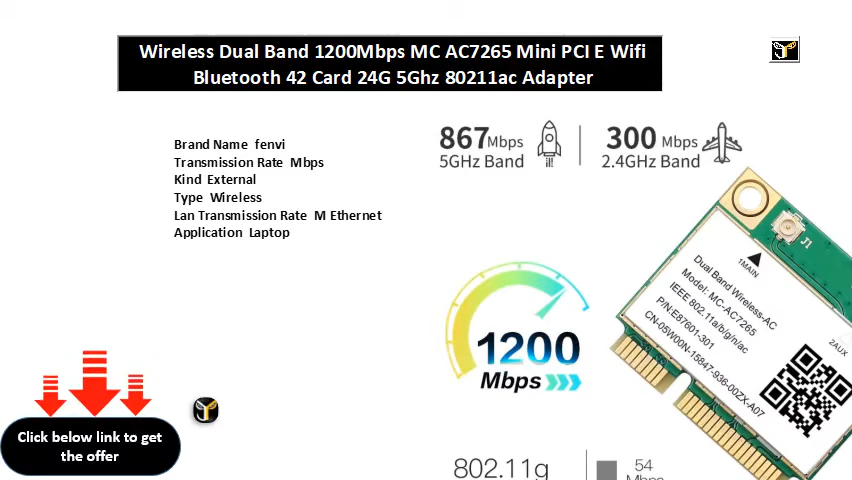 Wireless Dual Band 1200Mbps MC AC7265 Mini PCI E Wifi
Bluetooth 42 Card 24G 5Ghz 80211ac Adapter
Brand Name fenvi
Transmission Rate Mbps
Kind External
Type Wireless
Lan Transmission Rate M Ethernet
Application Laptop
867Mbps
5GHz Band
300 Mbps
2.4GHz Band
J1
1MAIN
Dual Band Wireless-AC
Model: MC-AC7265
IEEE 802.11a/b/g/n/ac
P/N:E87601-301
CN-05W00N-15847-936-00ZX-A07
2AUX
1200
Mbps
Click below link to get
the offer
802.11g
54
Mbps